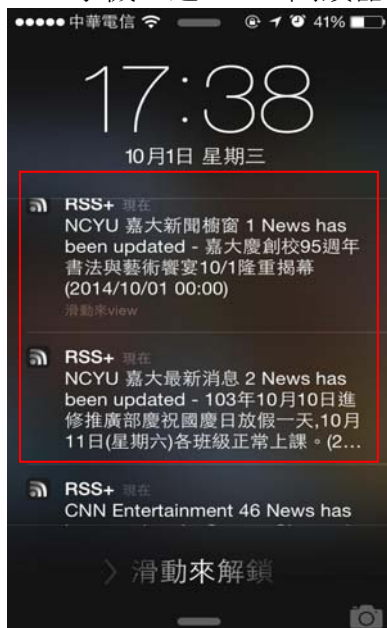 中華電信 41%
17:38
10月1日 星期三
RSS+ 現在
NCYU 嘉大新聞櫥窗 1 News has
been updated - 嘉大慶創校95週年
書法與藝術饗宴10/1隆重揭幕
(2014/10/01 00:00)
滑動來view
RSS+ 現在
NCYU 嘉大最新消息 2 News has
been updated - 103年10月10日進
修推廣部慶祝國慶日放假一天,10月
11日(星期六)各班級正常上課。(2...
RSS+ 現在
CNN Entertainment 46 News has
滑動來解鎖